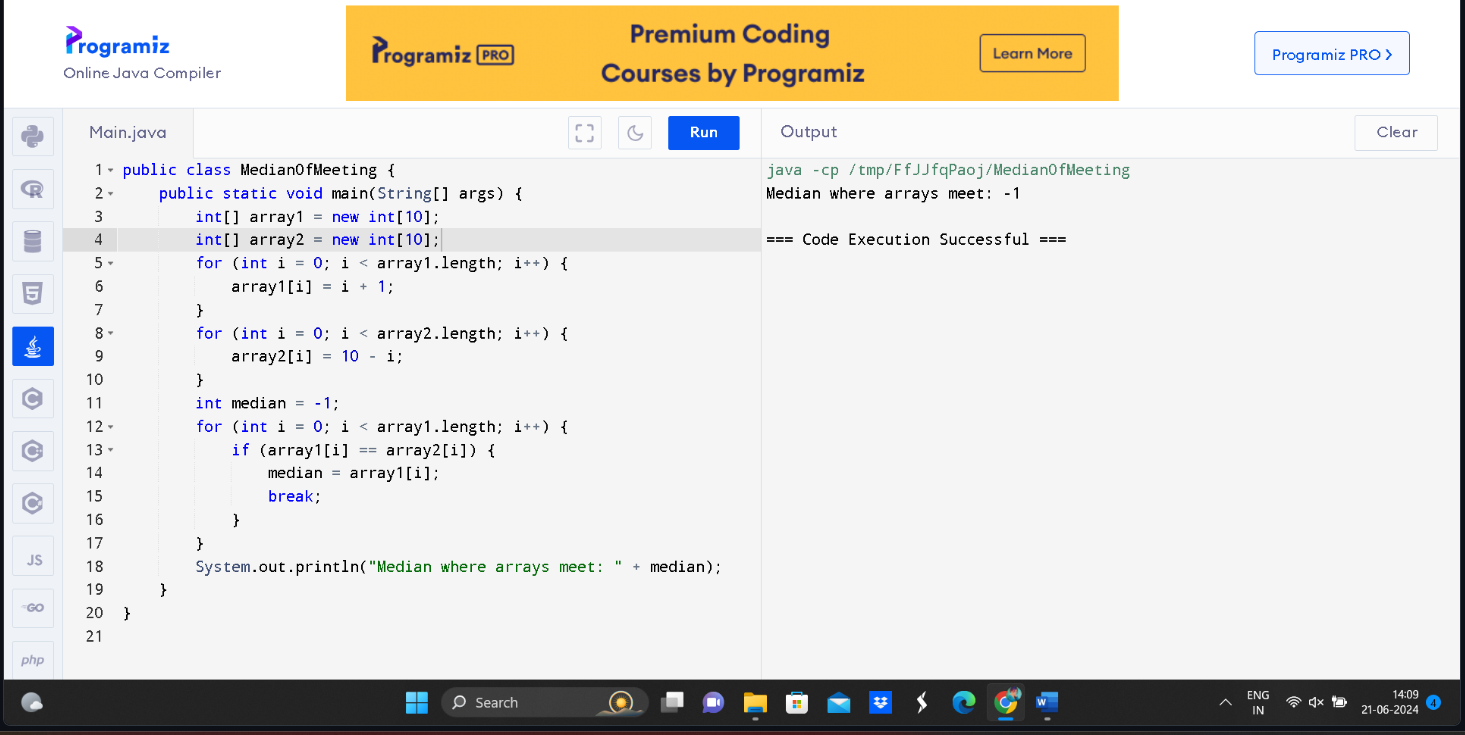 Programiz
Online Java Compiler
Programiz PRO
Premium Coding
Courses by Programiz
Learn More
Programiz PRO
Main.java
Run
Output
Clear
1 public class MedianOfMeeting {
2     public static void main(String[] args) {
3         int[] array1 = new int[10];
4         int[] array2 = new int[10];
5         for (int i = 0; i < array1.length; i++) {
6             array1[i] = i + 1;
7         }
8         for (int i = 0; i < array2.length; i++) {
9             array2[i] = 10 - i;
10         }
11         int median = -1;
12         for (int i = 0; i < array1.length; i++) {
13             if (array1[i] == array2[i]) {
14                 median = array1[i];
15                 break;
16             }
17         }
18         System.out.println("Median where arrays meet: " + median);
19     }
20 }
21
java -cp /tmp/FfJJfqPaoj/MedianOfMeeting
Median where arrays meet: -1
=== Code Execution Successful ===
R
5
C
C
C
JS
GO
php
Search
W
ENG
IN
14:09
21-06-2024
4